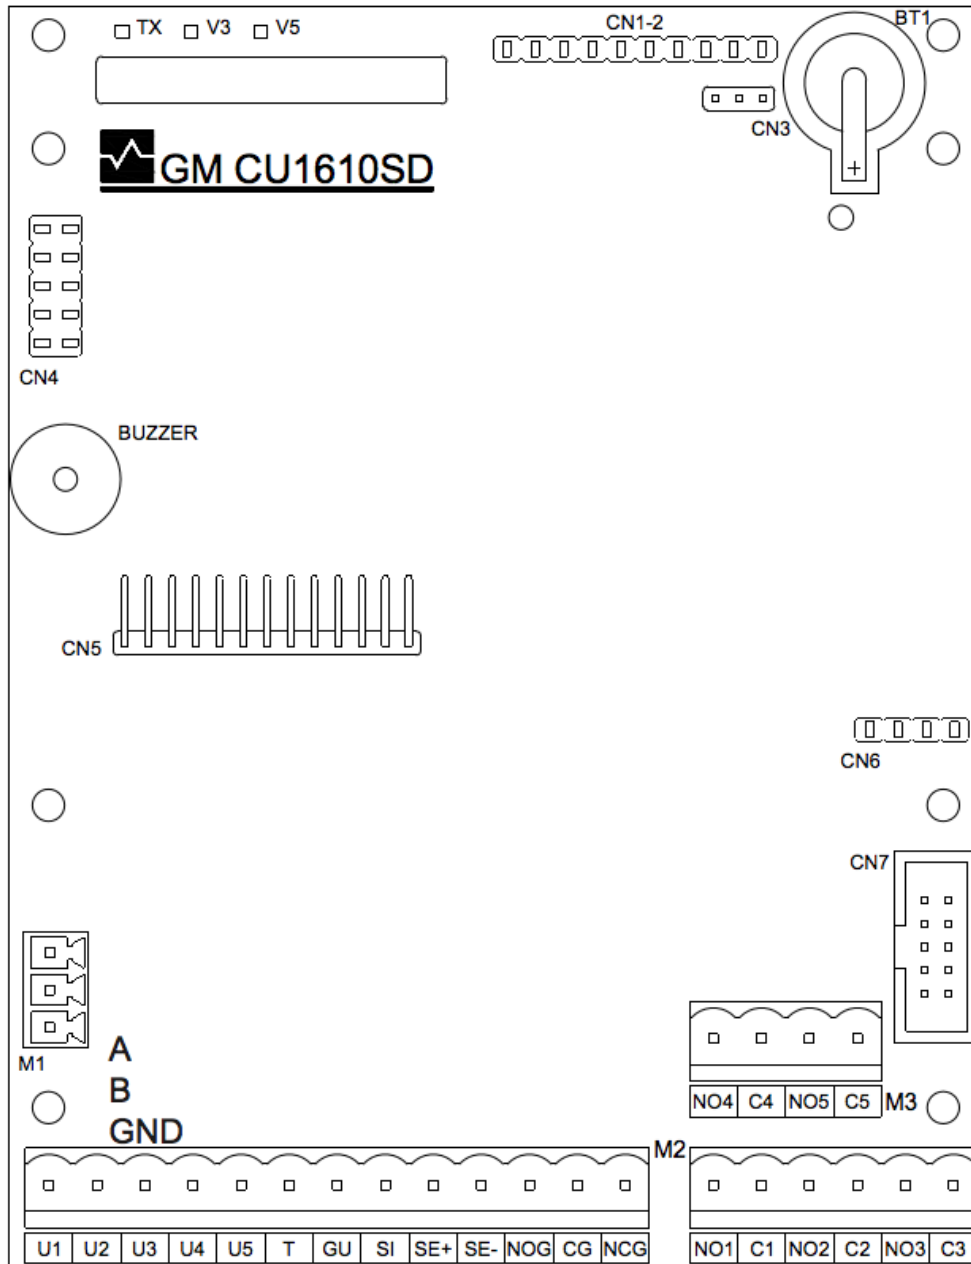 TX V3 V5
CN1-2
BT1
CN3
GM CU1610SD
+
CN4
BUZZER
CN5
CN6
CN7
M1
A
B
GND
NO4 C4 NO5 C5 M3
M2
U1 U2 U3 U4 U5 T GU SI SE+ SE- NOG CG NCG
NO1 C1 NO2 C2 NO3 C3